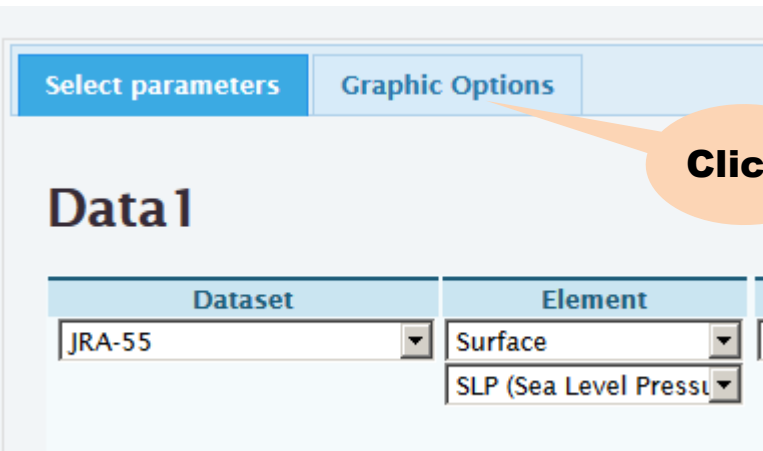 Select parameters Graphic Options
Clic
Data1
Dataset Element
JRA-55 Surface
SLP (Sea Level Pressu